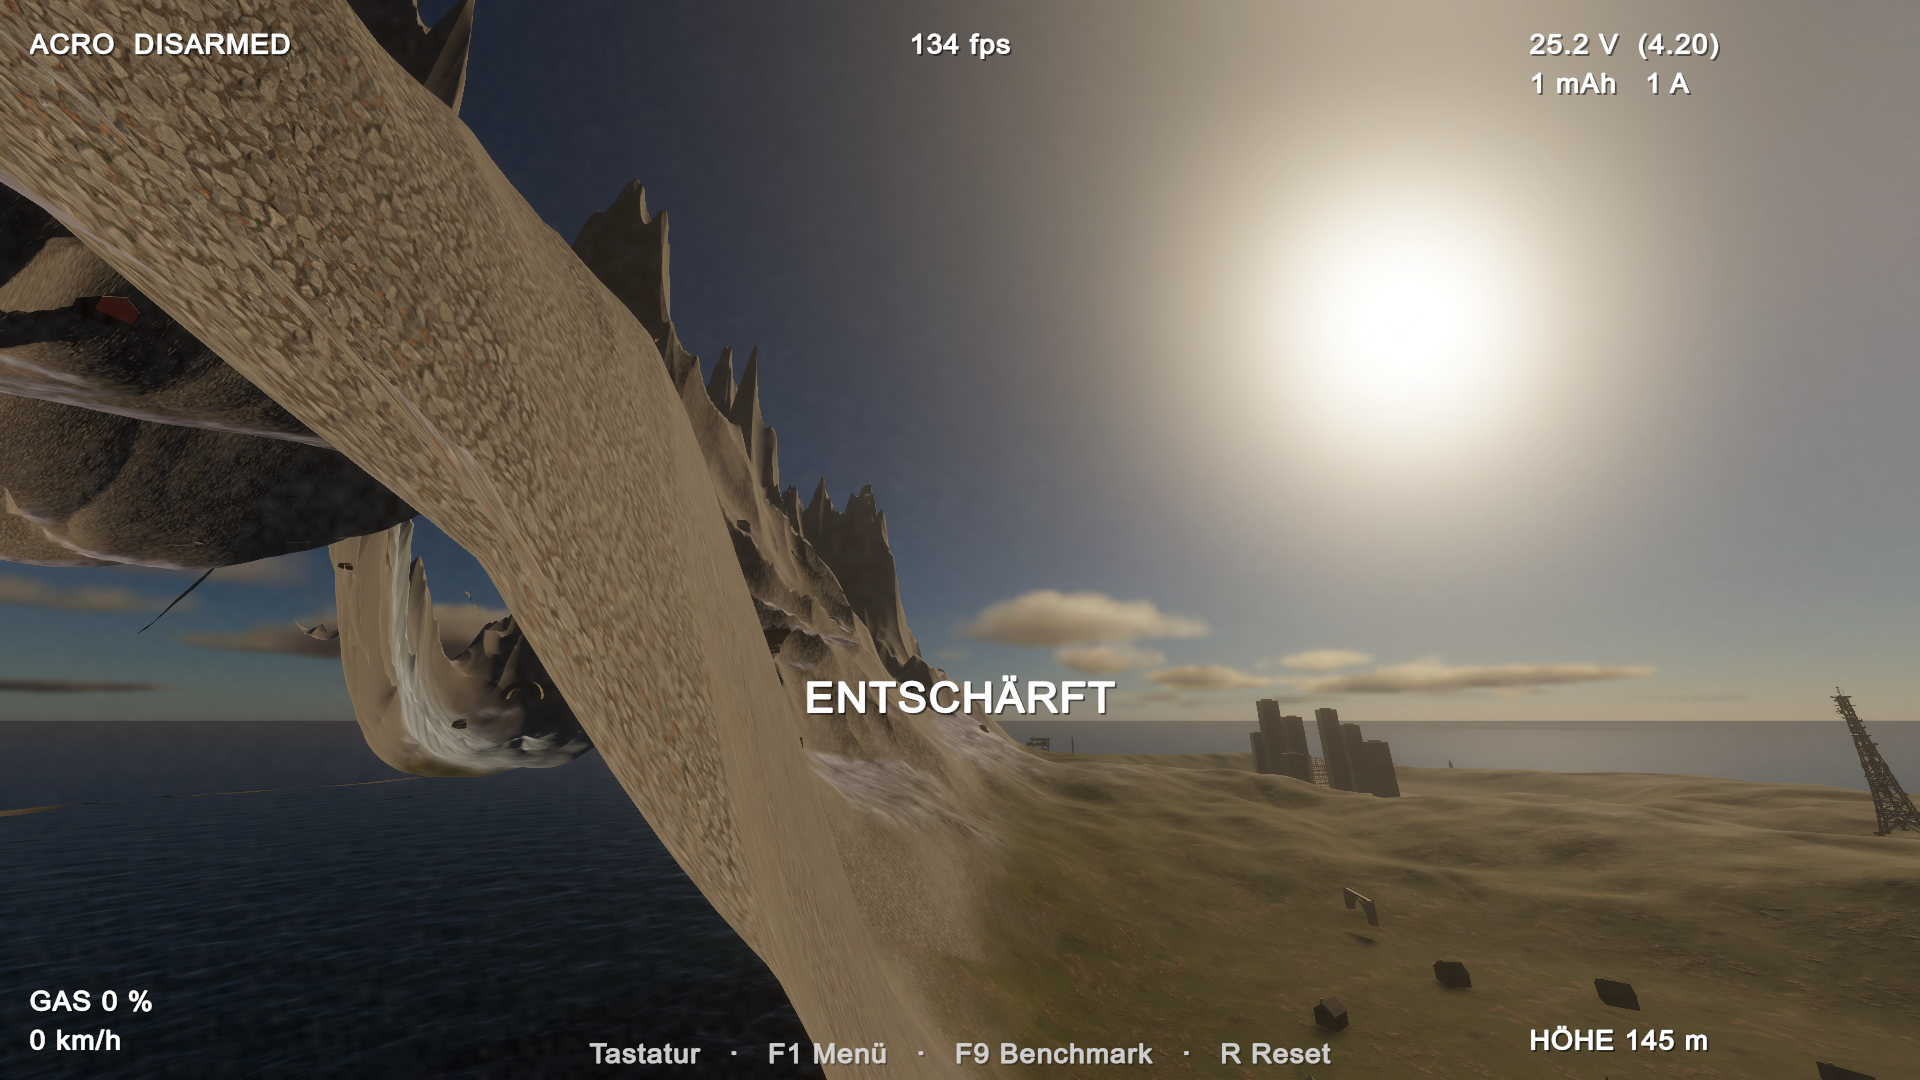 ACRO DISARMED
134 fps
25.2 V (4.20)
1 mAh 1 A
ENTSCHÄRFT
GAS 0 %
0 km/h
HÖHE 145 m
Tastatur · F1 Menü · F9 Benchmark · R Reset